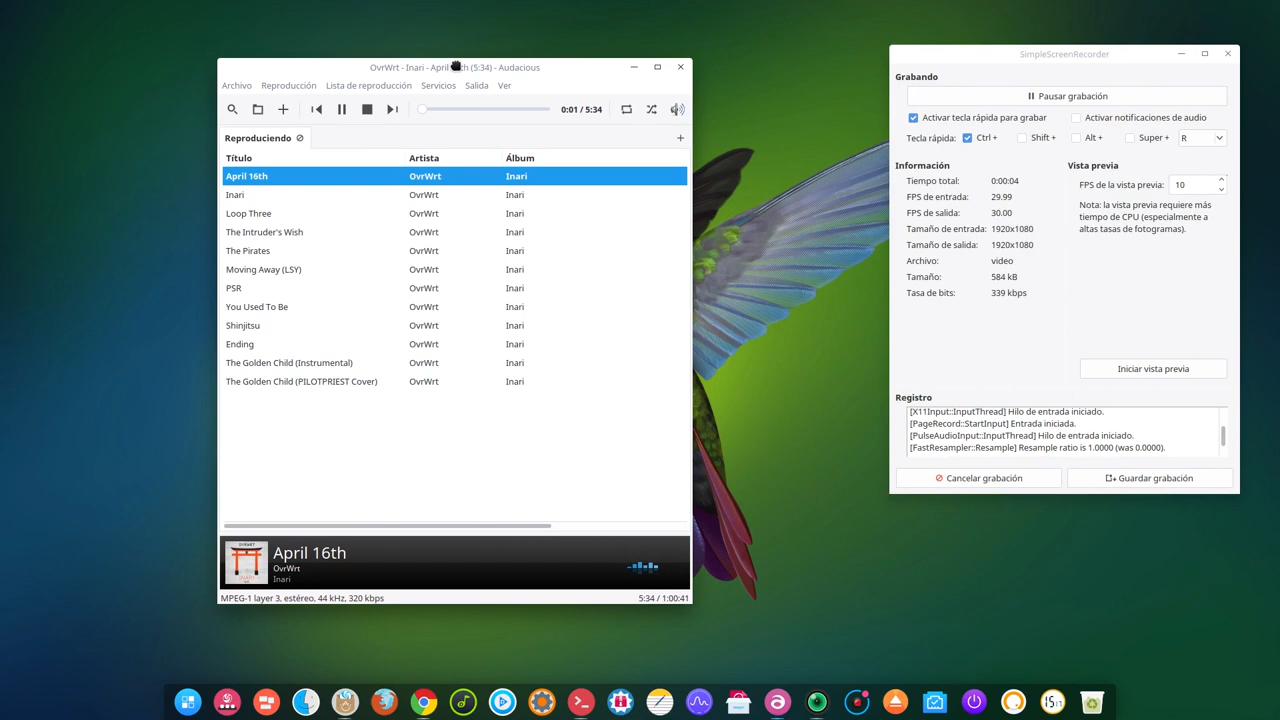 OvrWrt - Inari - April 16th (5:34) - Audacious
Archivo Reproducción Lista de reproducción Servicios Salida Ver
0:01 / 5:34
Reproduciendo
Título Artista Álbum
April 16th OvrWrt Inari
Inari OvrWrt Inari
Loop Three OvrWrt Inari
The Intruder's Wish OvrWrt Inari
The Pirates OvrWrt Inari
Moving Away (LSY) OvrWrt Inari
PSR OvrWrt Inari
You Used To Be OvrWrt Inari
Shinjitsu OvrWrt Inari
Ending OvrWrt Inari
The Golden Child (Instrumental) OvrWrt Inari
The Golden Child (PILOTPRIEST Cover) OvrWrt Inari
April 16th
OvrWrt
Inari
MPEG-1 layer 3, estéreo, 44 kHz, 320 kbps 5:34 / 1:00:41
SimpleScreenRecorder
Grabando
Pausar grabación
Activar tecla rápida para grabar Activar notificaciones de audio
Tecla rápida: Ctrl + Shift + Alt + Super + R
Información
Tiempo total: 0:00:04
FPS de entrada: 29.99
FPS de salida: 30.00
Tamaño de entrada: 1920x1080
Tamaño de salida: 1920x1080
Archivo: video
Tamaño: 584 kB
Tasa de bits: 339 kbps
Vista previa
FPS de la vista previa: 10
Nota: la vista previa requiere más
tiempo de CPU (especialmente a
altas tasas de fotogramas).
Iniciar vista previa
Registro
[X11Input::InputThread] Hilo de entrada iniciado.
[PageRecord::StartInput] Entrada iniciada.
[PulseAudioInput::InputThread] Hilo de entrada iniciado.
[FastResampler::Resample] Resample ratio is 1.0000 (was 0.0000).
Cancelar grabación Guardar grabación